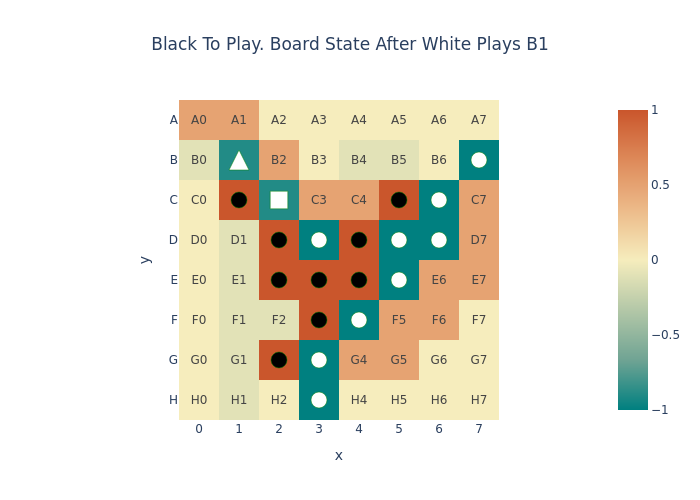 Black To Play. Board State After White Plays B1
A A0 A1 A2 A3 A4 A5 A6 A7
B B0 B2 B3 B4 B5 B6
C C0 C3 C4 C7
D D0 D1 D7
E E0 E1 E6 E7
F F0 F1 F2 F5 F6 F7
G G0 G1 G4 G5 G6 G7
H H0 H1 H2 H4 H5 H6 H7
0 1 2 3 4 5 6 7
x
y
1
0.5
0
−0.5
−1